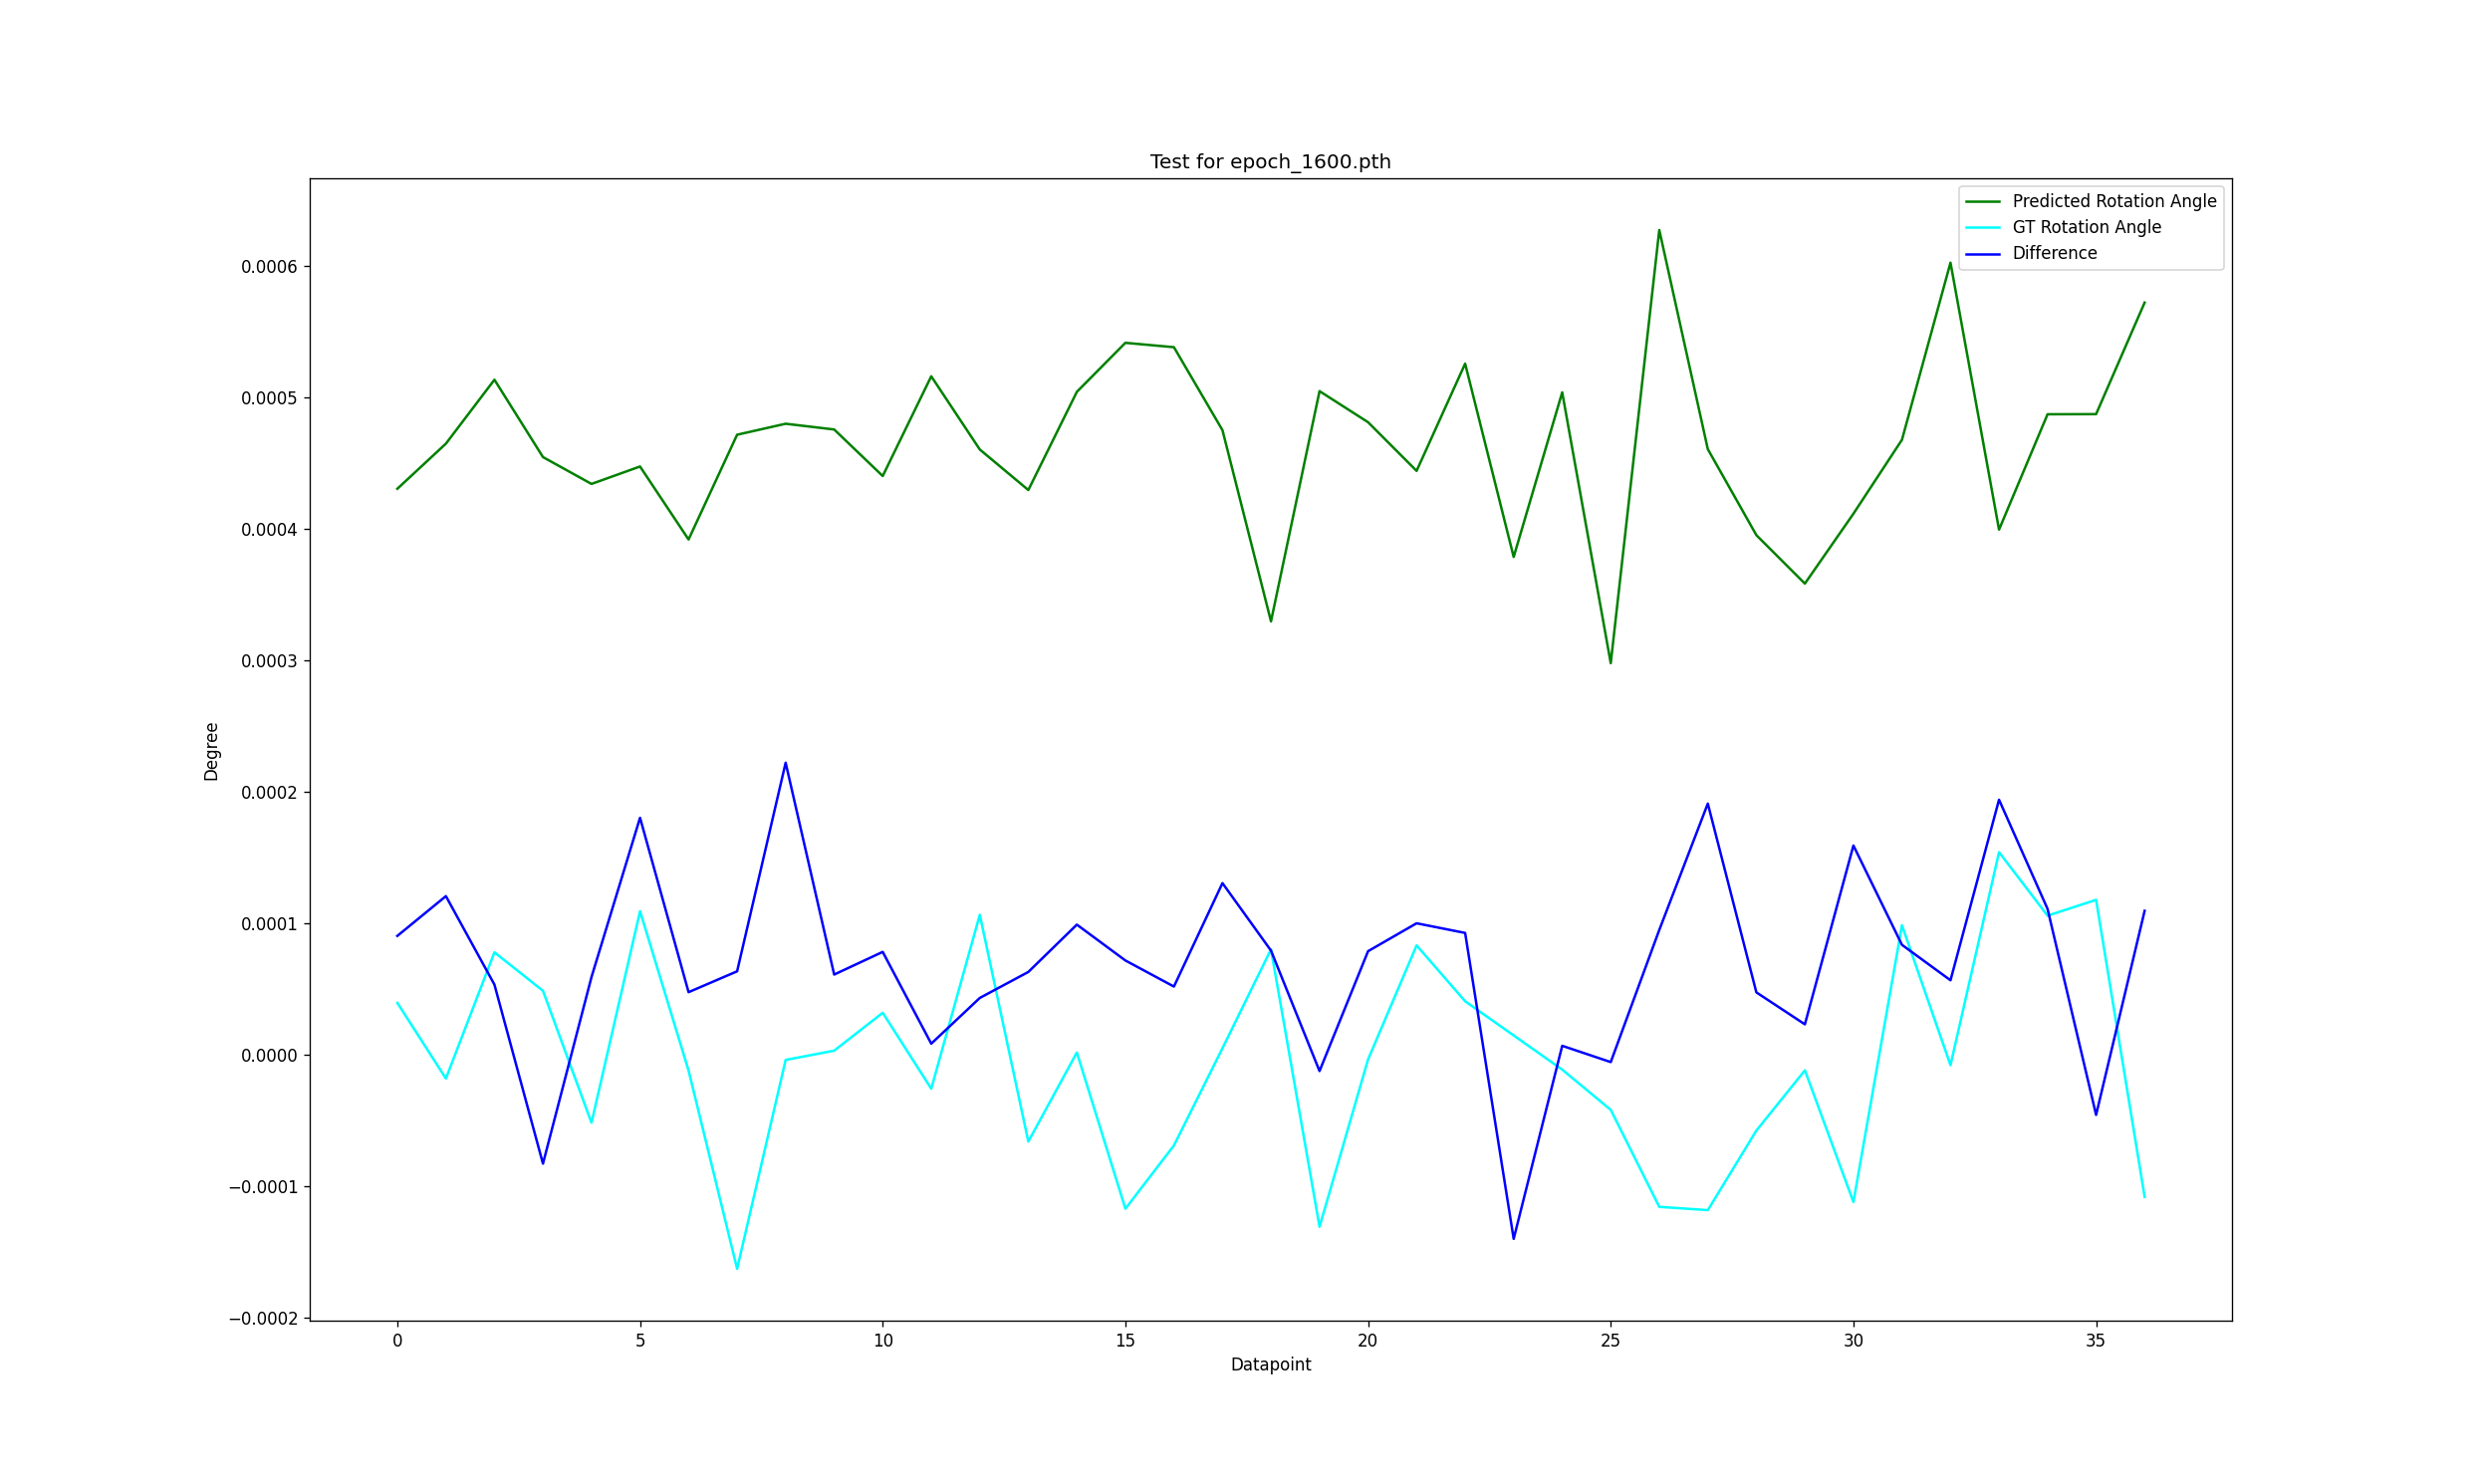 Test for epoch_1600.pth
Predicted Rotation Angle
GT Rotation Angle
Difference
0.0006
0.0005
0.0004
0.0003
0.0002
0.0001
0.0000
−0.0001
−0.0002
Degree
0 5 10 15 20 25 30 35
Datapoint